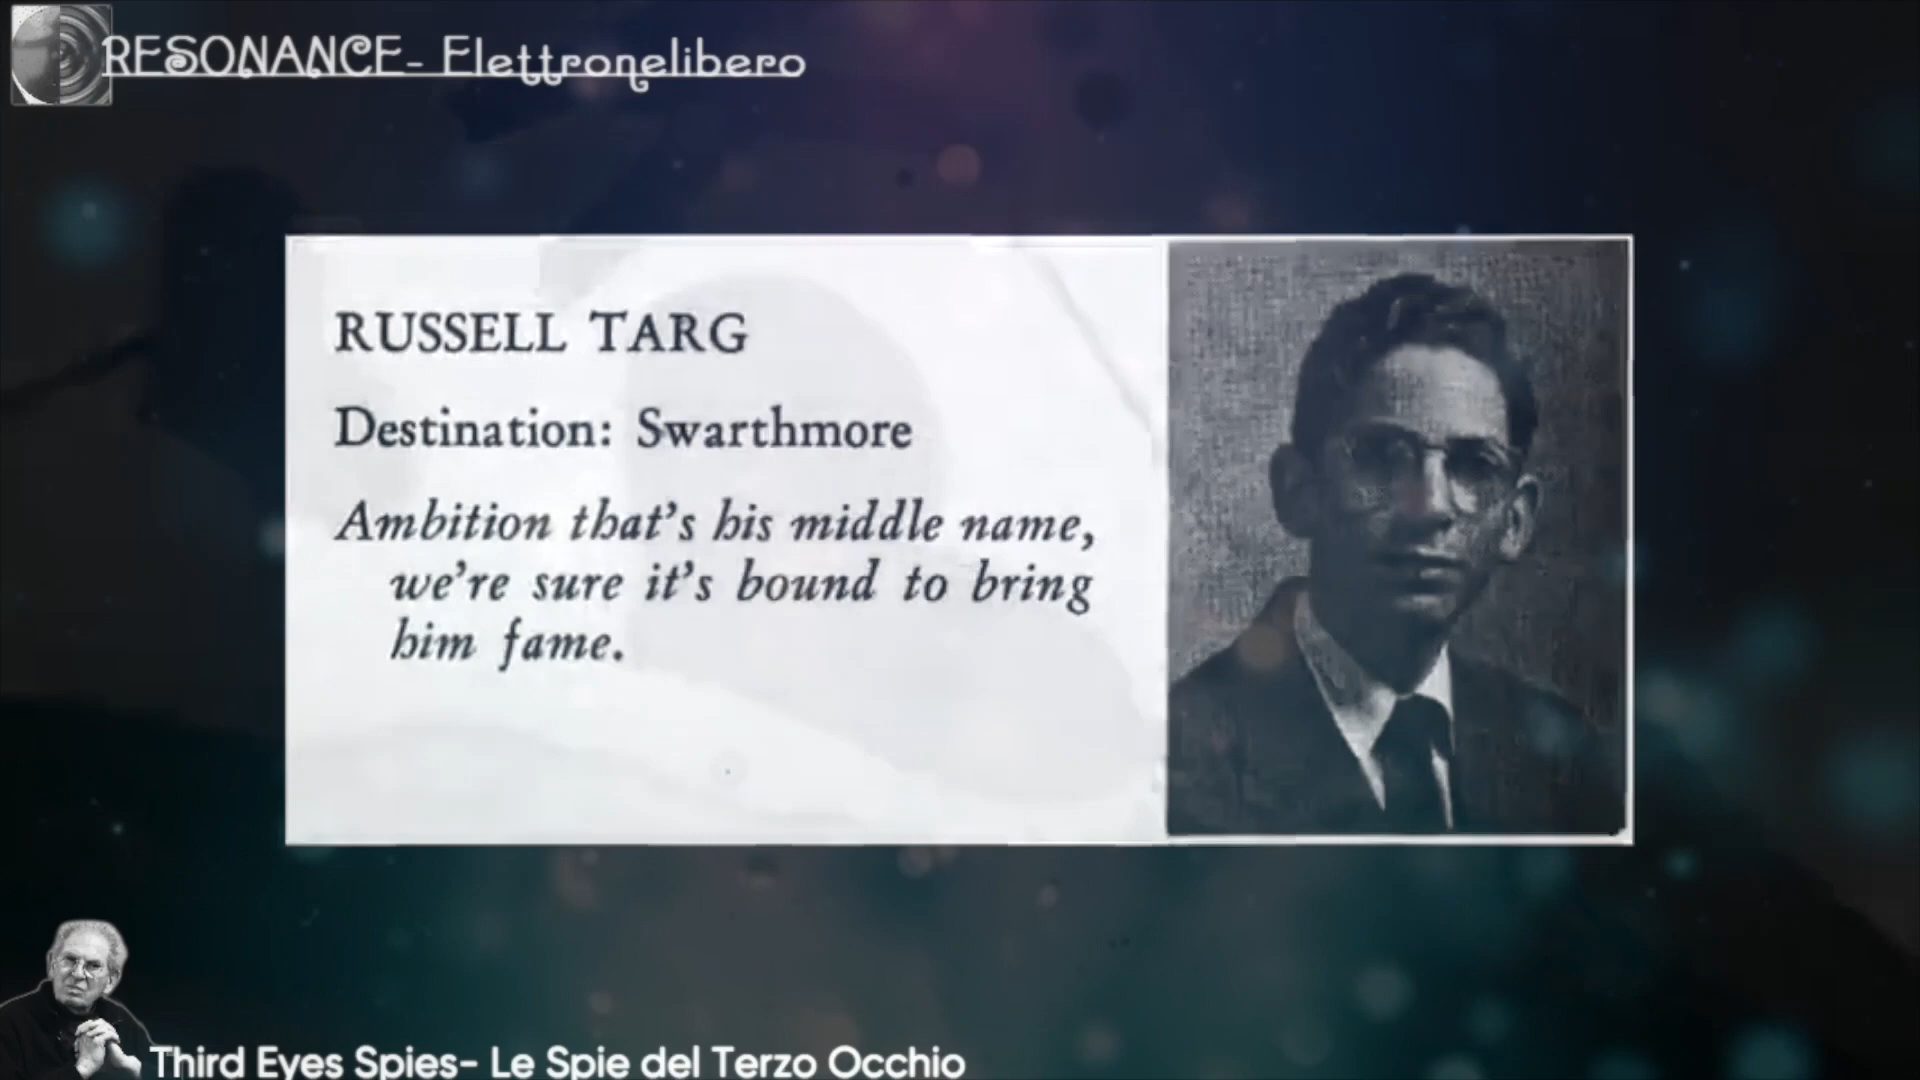 RESONANCE- Elettronelibero
RUSSELL TARG
Destination: Swarthmore
Ambition that's his middle name,
we're sure it's bound to bring
him fame.
Third Eyes Spies- Le Spie del Terzo Occhio